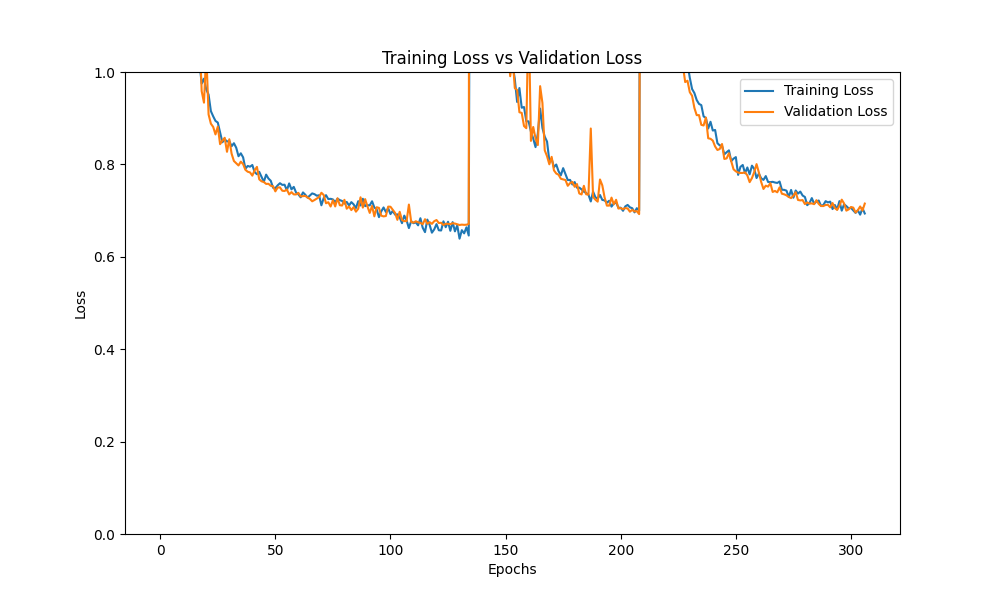 Training Loss vs Validation Loss
1.0
0.8
0.6
0.4
0.2
0.0
Loss
Training Loss
Validation Loss
0 50 100 150 200 250 300
Epochs